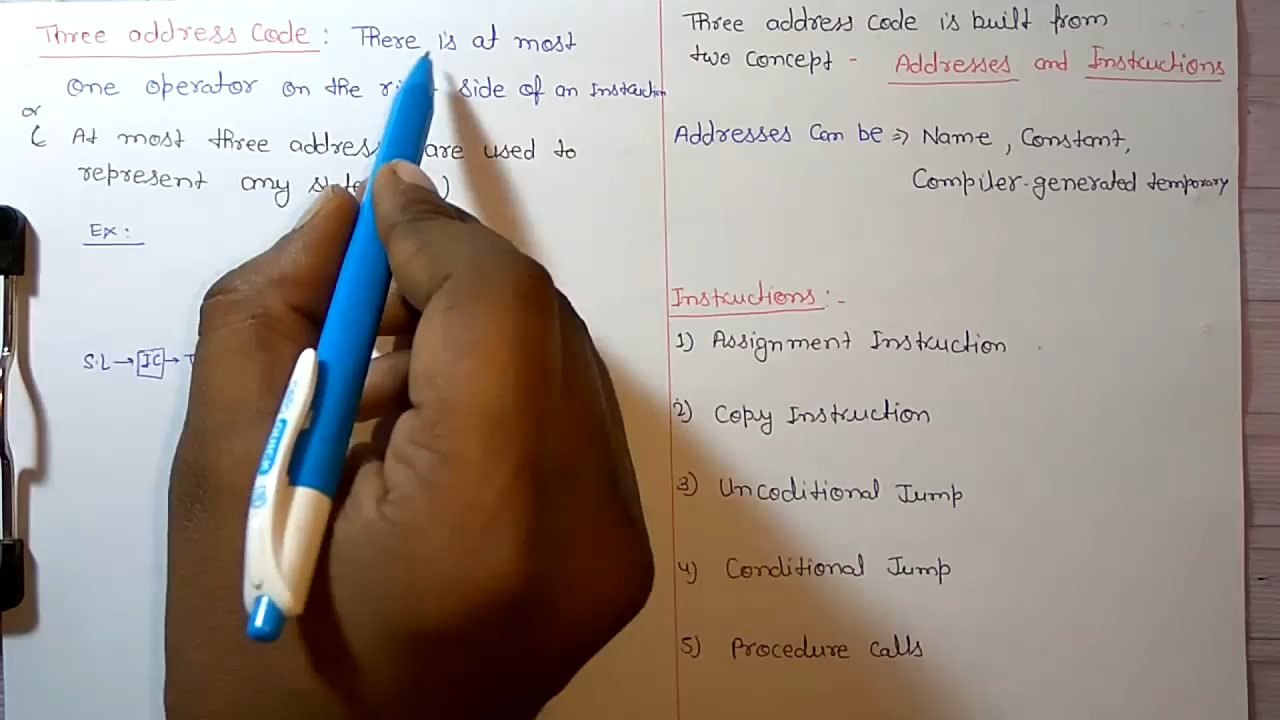 Three address Code : There is at most
one operator on the side of an Instruction
or
( At most three address are used to
represent any )
Ex :
S.L → IC →
Three address code is built from
two concept - Addresses and Instructions
Addresses Can be ⇒ Name , Constant,
Compiler-generated temporary
Instructions :-
1) Assignment Instruction
2) Copy Instruction
3) Uncoditional Jump
4) Conditional Jump
5) Procedure calls